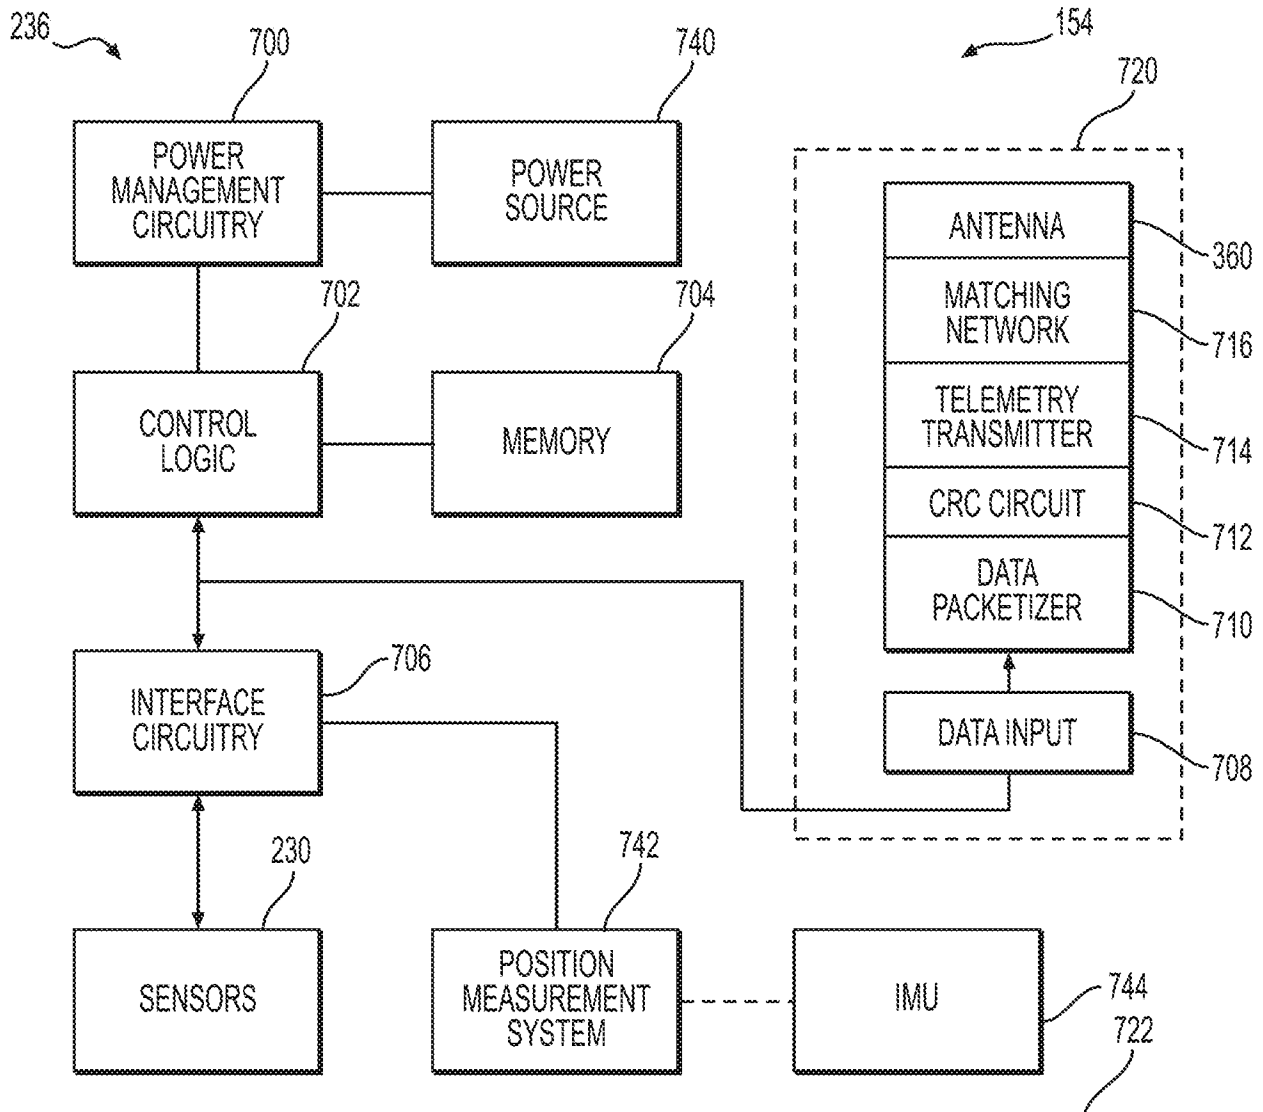 236
700
740
154
720
POWER
MANAGEMENT
CIRCUITRY
POWER
SOURCE
ANTENNA
360
702
704
MATCHING
NETWORK
716
CONTROL
LOGIC
MEMORY
TELEMETRY
TRANSMITTER
714
CRC CIRCUIT
712
DATA
PACKETIZER
710
706
INTERFACE
CIRCUITRY
DATA INPUT
708
230
742
SENSORS
POSITION
MEASUREMENT
SYSTEM
IMU
744
722